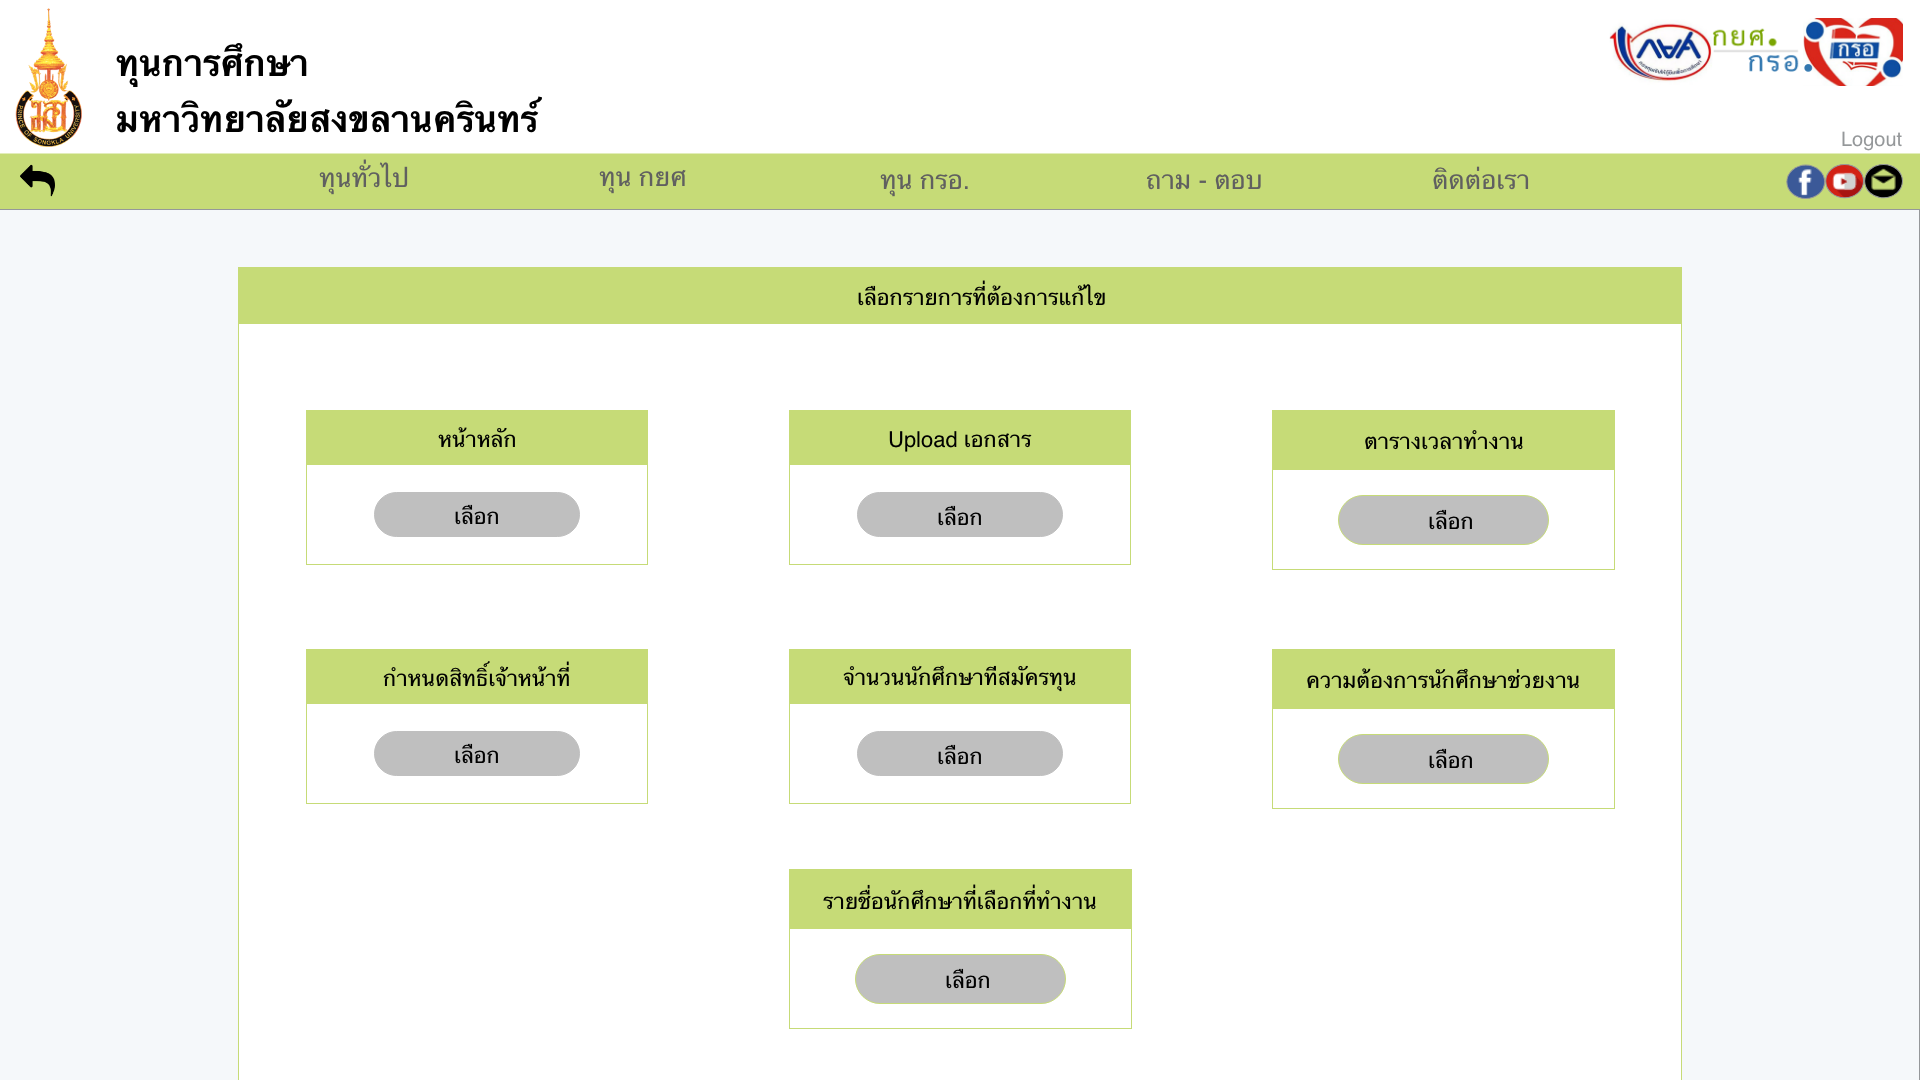 ทุนการศึกษา
มหาวิทยาลัยสงขลานครินทร์
กยศ.
กรอ.
กรอ
Logout
ทุนทั่วไป
ทุน กยศ
ทุน กรอ.
ถาม - ตอบ
ติดต่อเรา
เลือกรายการที่ต้องการแก้ไข
หน้าหลัก
Upload เอกสาร
ตารางเวลาทำงาน
เลือก
เลือก
เลือก
กำหนดสิทธิ์เจ้าหน้าที่
จำนวนนักศึกษาทีสมัครทุน
ความต้องการนักศึกษาช่วยงาน
เลือก
เลือก
เลือก
รายชื่อนักศึกษาที่เลือกที่ทำงาน
เลือก